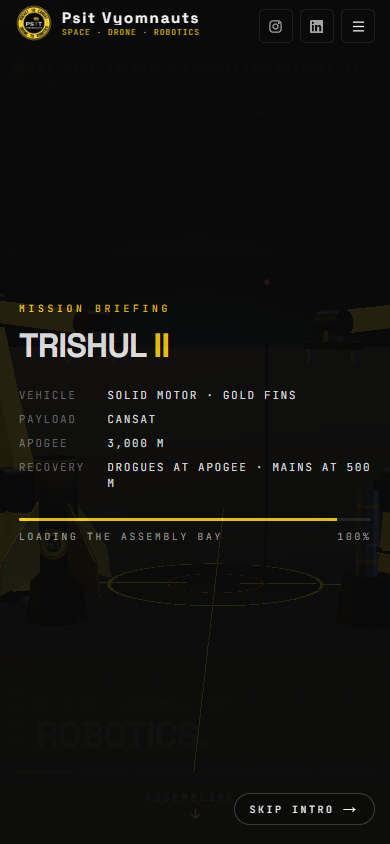 Psit Vyomnauts
SPACE · DRONE · ROBOTICS
MISSION BRIEFING
TRISHUL II
VEHICLE SOLID MOTOR · GOLD FINS
PAYLOAD CANSAT
APOGEE 3,000 M
RECOVERY DROGUES AT APOGEE · MAINS AT 500
M
LOADING THE ASSEMBLY BAY 100%
ROBOTICS.
ASSEMBLING
SKIP INTRO →